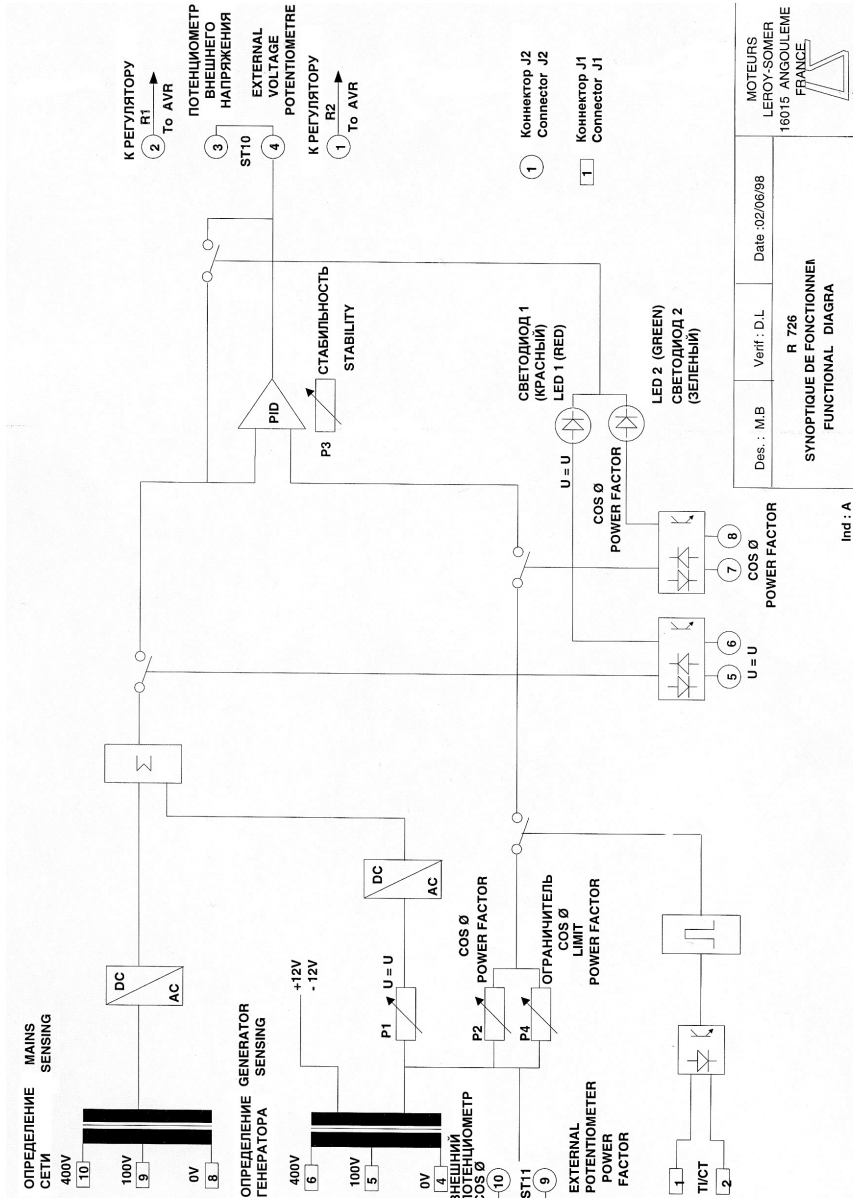 ОПРЕДЕЛЕНИЕ MAINS
СЕТИ SENSING
400V
10
100V
9
0V
8
DC
AC
Σ
ОПРЕДЕЛЕНИЕ GENERATOR
ГЕНЕРАТОРА SENSING
400V
6
100V
5
0V
4
+12V
- 12V
P1
U = U
DC
AC
ВНЕШНИЙ
ПОТЕНЦИОМЕТР
COS Ø
10
ST11
9
EXTERNAL
POTENTIOMETER
POWER
FACTOR
P2
COS Ø
POWER FACTOR
P4
ОГРАНИЧИТЕЛЬ
COS Ø
LIMIT
POWER FACTOR
1
TI/CT
2
PID
P3
СТАБИЛЬНОСТЬ
STABILITY
5
6
U = U
7
8
COS Ø
POWER FACTOR
U = U
СВЕТОДИОД 1
(КРАСНЫЙ)
LED 1 (RED)
COS Ø
POWER FACTOR
LED 2 (GREEN)
СВЕТОДИОД 2
(ЗЕЛЕНЫЙ)
К РЕГУЛЯТОРУ
R1
2
To AVR
ПОТЕНЦИОМЕТР
ВНЕШНЕГО
НАПРЯЖЕНИЯ
3
ST10
4
EXTERNAL
VOLTAGE
POTENTIOMETRE
К РЕГУЛЯТОРУ
R2
1
To AVR
1
Коннектор J2
Connector J2
1
Коннектор J1
Connector J1
Des. : M.B
Verif : D.L
Date :02/06/98
R 726
SYNOPTIQUE DE FONCTIONNEM
FUNCTIONAL DIAGRA
MOTEURS
LEROY-SOMER
16015 ANGOULEME
FRANCE
Ind : A